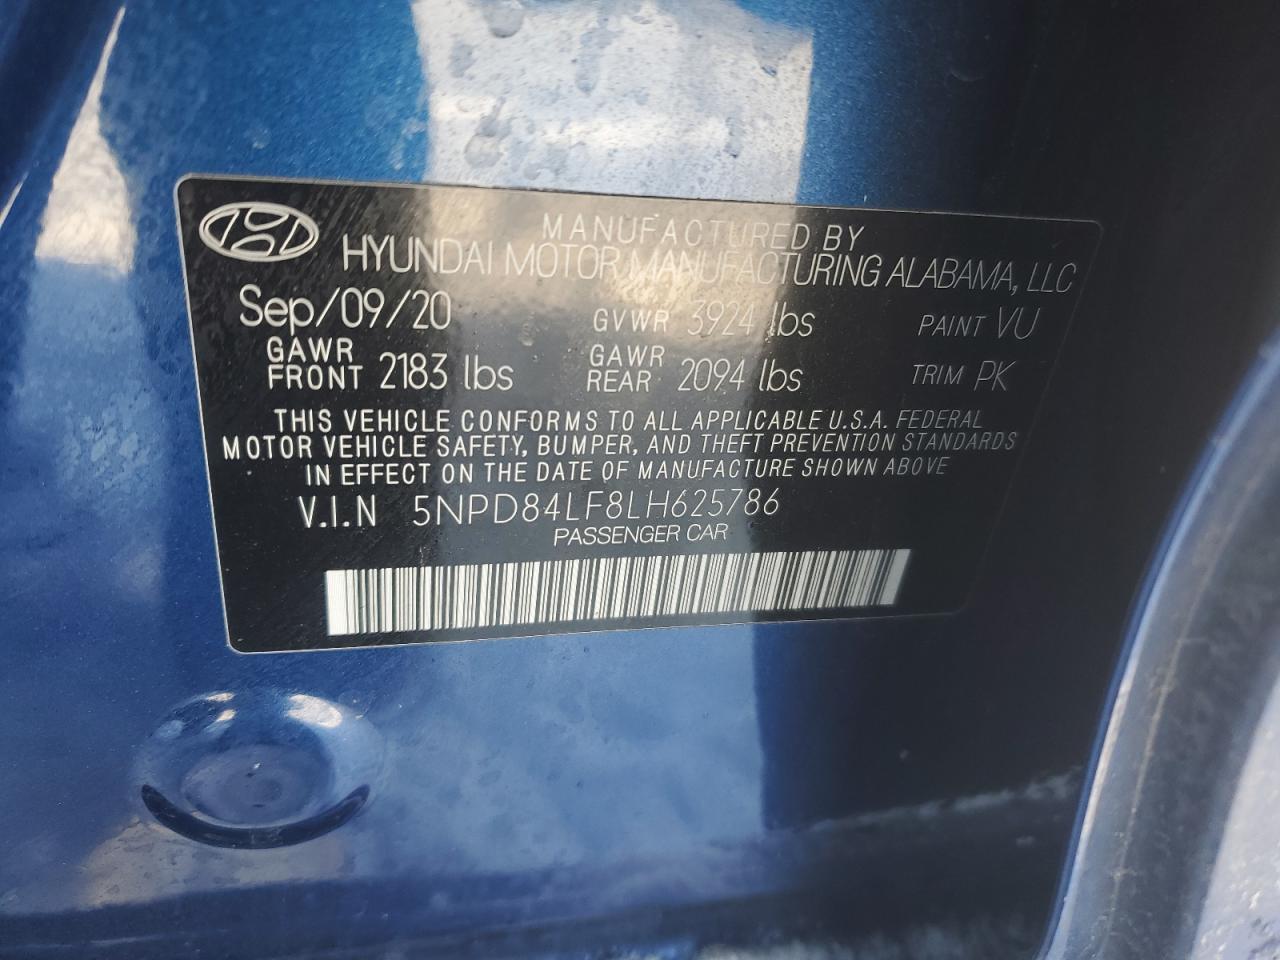 MANUFACTURED BY
HYUNDAI MOTOR MANUFACTURING ALABAMA, LLC
Sep/09/20 GVWR 3924 lbs PAINT VU
GAWR FRONT 2183 lbs GAWR REAR 2094 lbs TRIM PK
THIS VEHICLE CONFORMS TO ALL APPLICABLE U.S.A. FEDERAL
MOTOR VEHICLE SAFETY, BUMPER, AND THEFT PREVENTION STANDARDS
IN EFFECT ON THE DATE OF MANUFACTURE SHOWN ABOVE
V.I.N 5NPD84LF8LH625786
PASSENGER CAR